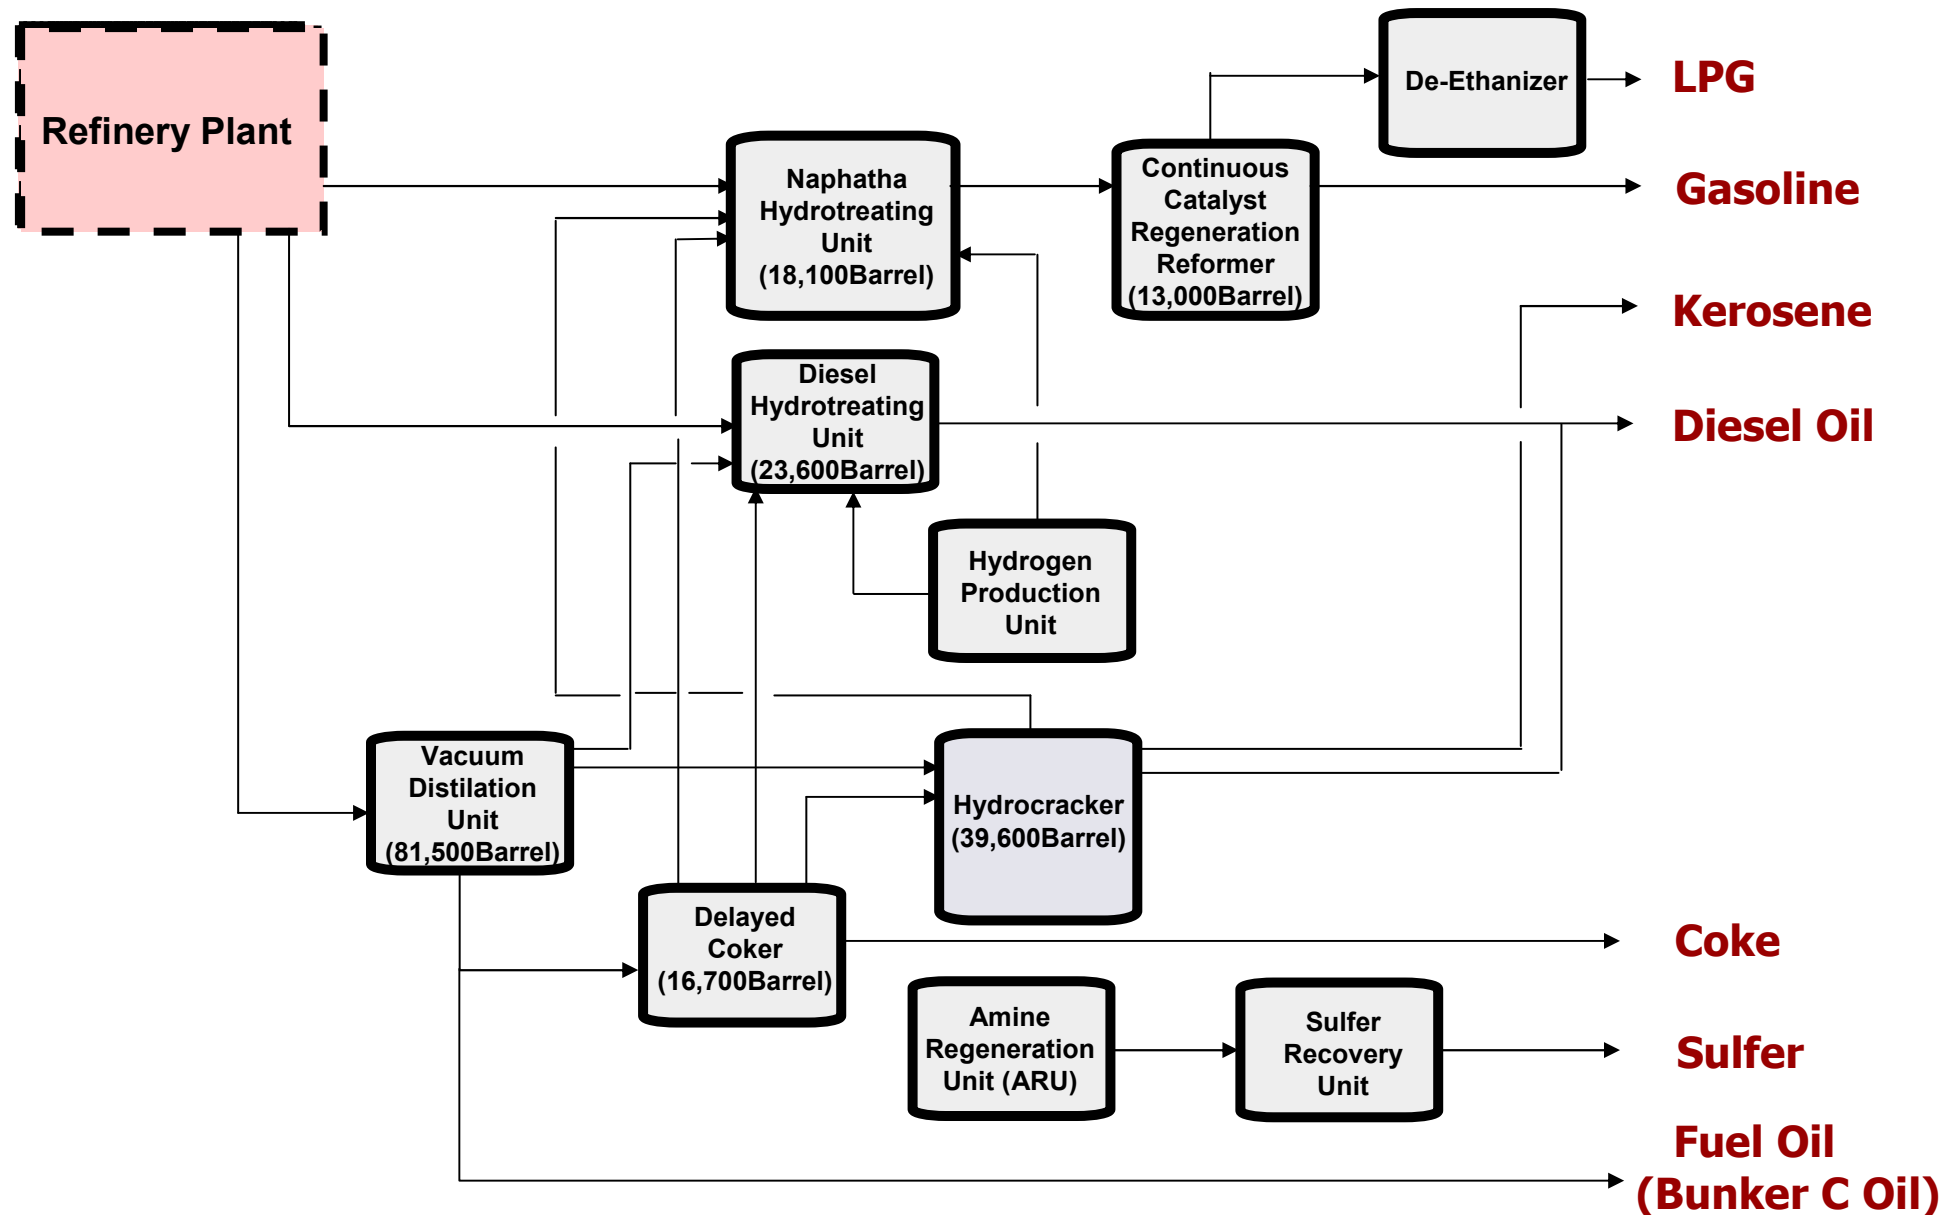 Refinery Plant
De-Ethanizer
LPG
Naphatha
Hydrotreating
Unit
(18,100Barrel)
Continuous
Catalyst
Regeneration
Reformer
(13,000Barrel)
Gasoline
Kerosene
Diesel
Hydrotreating
Unit
(23,600Barrel)
Diesel Oil
Hydrogen
Production
Unit
Vacuum
Distilation
Unit
(81,500Barrel)
Hydrocracker
(39,600Barrel)
Delayed
Coker
(16,700Barrel)
Coke
Amine
Regeneration
Unit (ARU)
Sulfer
Recovery
Unit
Sulfer
Fuel Oil
(Bunker C Oil)